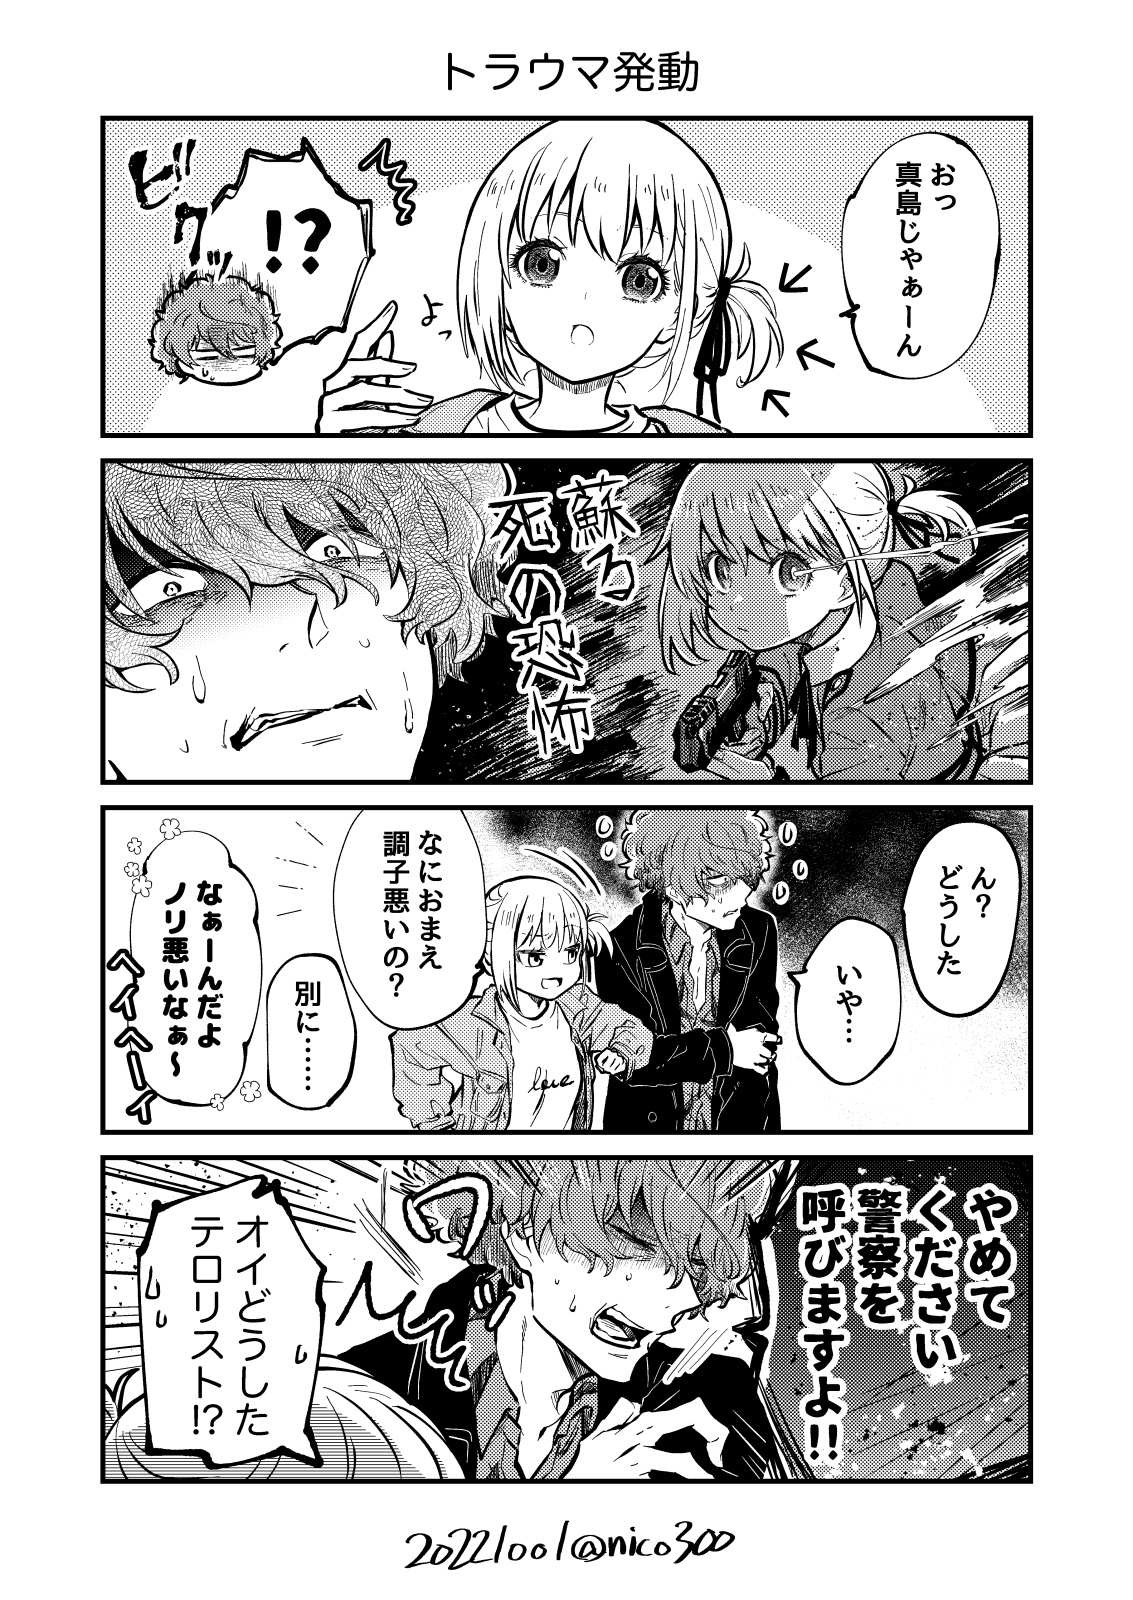 トラウマ発動
おっ
真島じゃぁーん
よっ
!?
ビクッ
蘇る
死の恐怖
ん?
どうした
いや…
なにおまえ
調子悪いの?
別に……
なぁーんだよ
ノリ悪いなぁ～
ヘイヘーイ
love
やめて
ください
警察を
呼びますよ!!
ワッ
オイどうした
テロリスト!?
20221001@nico300